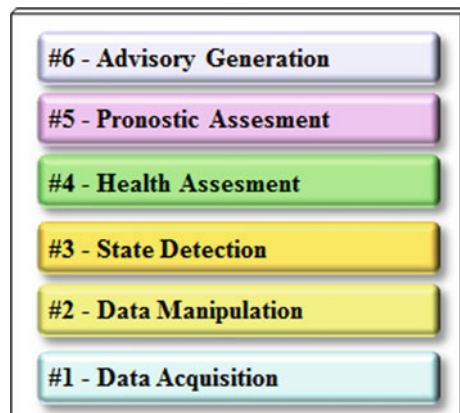 #6 - Advisory Generation
#5 - Pronostic Assesment
#4 - Health Assesment
#3 - State Detection
#2 - Data Manipulation
#1 - Data Acquisition